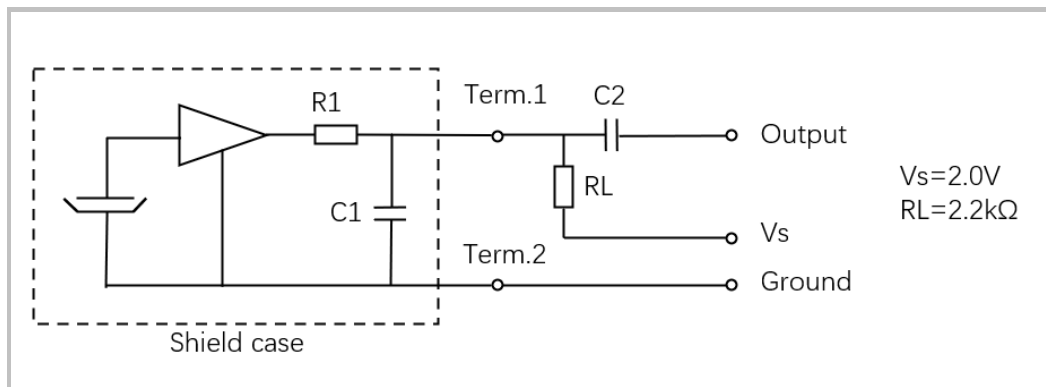 R1
Term.1
C2
Output
Vs=2.0V
RL
RL=2.2kΩ
C1
Vs
Term.2
Ground
Shield case